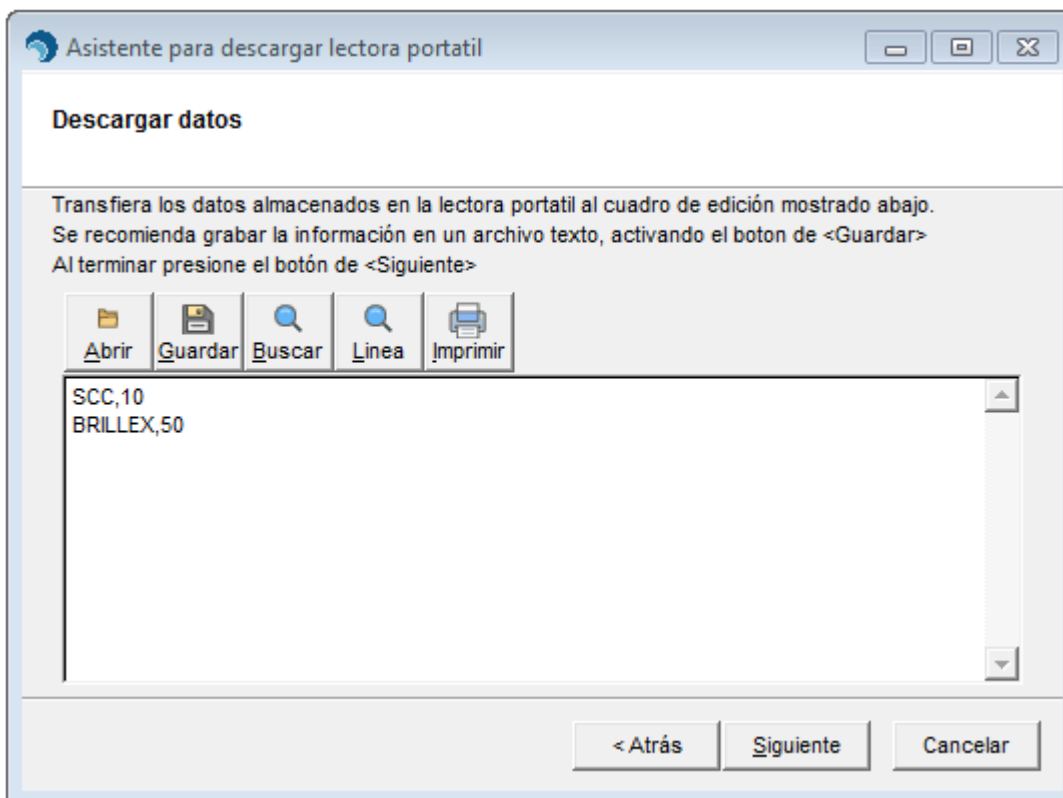 Asistente para descargar lectora portatil
Descargar datos
Transfiera los datos almacenados en la lectora portatil al cuadro de edición mostrado abajo.
Se recomienda grabar la información en un archivo texto, activando el boton de <Guardar>
Al terminar presione el botón de <Siguiente>
Abrir Guardar Buscar Linea Imprimir
SCC,10
BRILLEX,50
< Atrás Siguiente Cancelar